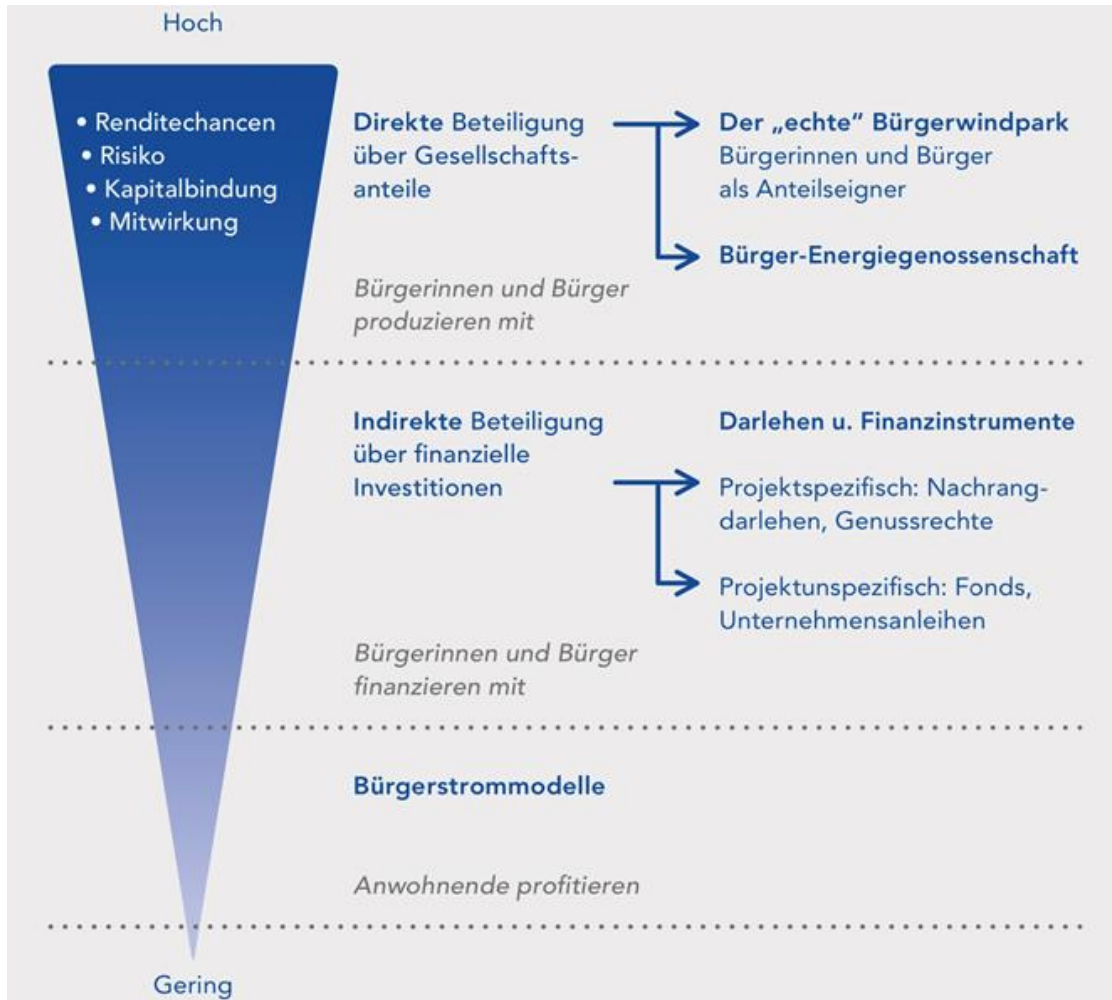 Hoch
• Renditechancen
• Risiko
• Kapitalbindung
• Mitwirkung
Direkte Beteiligung
über Gesellschafts-
anteile
Der „echte” Bürgerwindpark
Bürgerinnen und Bürger
als Anteilseigner
Bürger-Energiegenossenschaft
Bürgerinnen und Bürger
produzieren mit
Indirekte Beteiligung
über finanzielle
Investitionen
Darlehen u. Finanzinstrumente
Projektspezifisch: Nachrang-
darlehen, Genussrechte
Projektunspezifisch: Fonds,
Unternehmensanleihen
Bürgerinnen und Bürger
finanzieren mit
Bürgerstrommodelle
Anwohnende profitieren
Gering